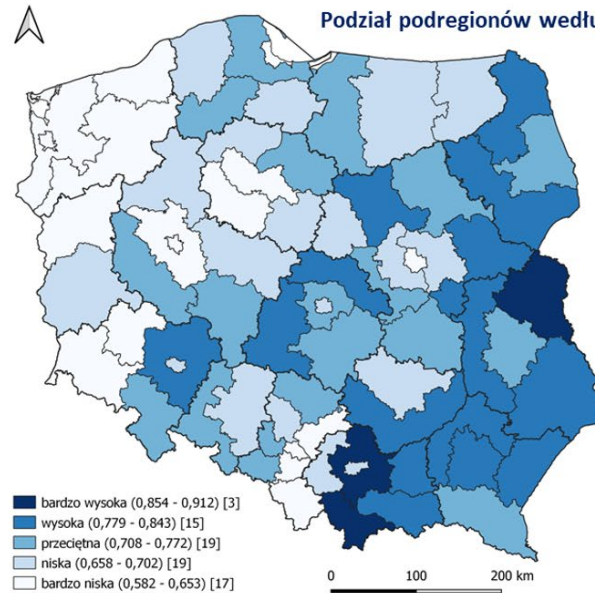 Podział podregionów wedłu
bardzo wysoka (0,854 - 0,912) [3]
wysoka (0,779 - 0,843) [15]
przeciętna (0,708 - 0,772) [19]
niska (0,658 - 0,702) [19]
bardzo niska (0,582 - 0,653) [17]
0 100 200 km